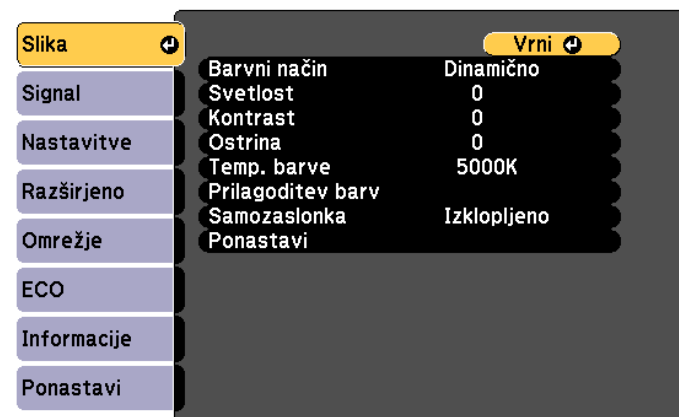 Slika
Vrni
Barvni način Dinamično
Signal
Svetlost 0
Kontrast 0
Nastavitve
Ostrina 0
Temp. barve 5000K
Razširjeno
Prilagoditev barv
Samozaslonka Izklopljeno
Omrežje
Ponastavi
ECO
Informacije
Ponastavi